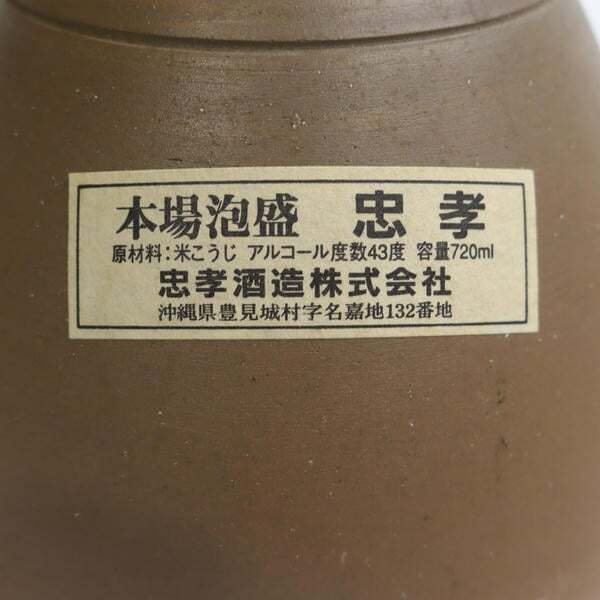 本場泡盛 忠孝
原材料：米こうじ アルコール度数43度 容量720ml
忠孝酒造株式会社
沖縄県豊見城村字名嘉地132番地